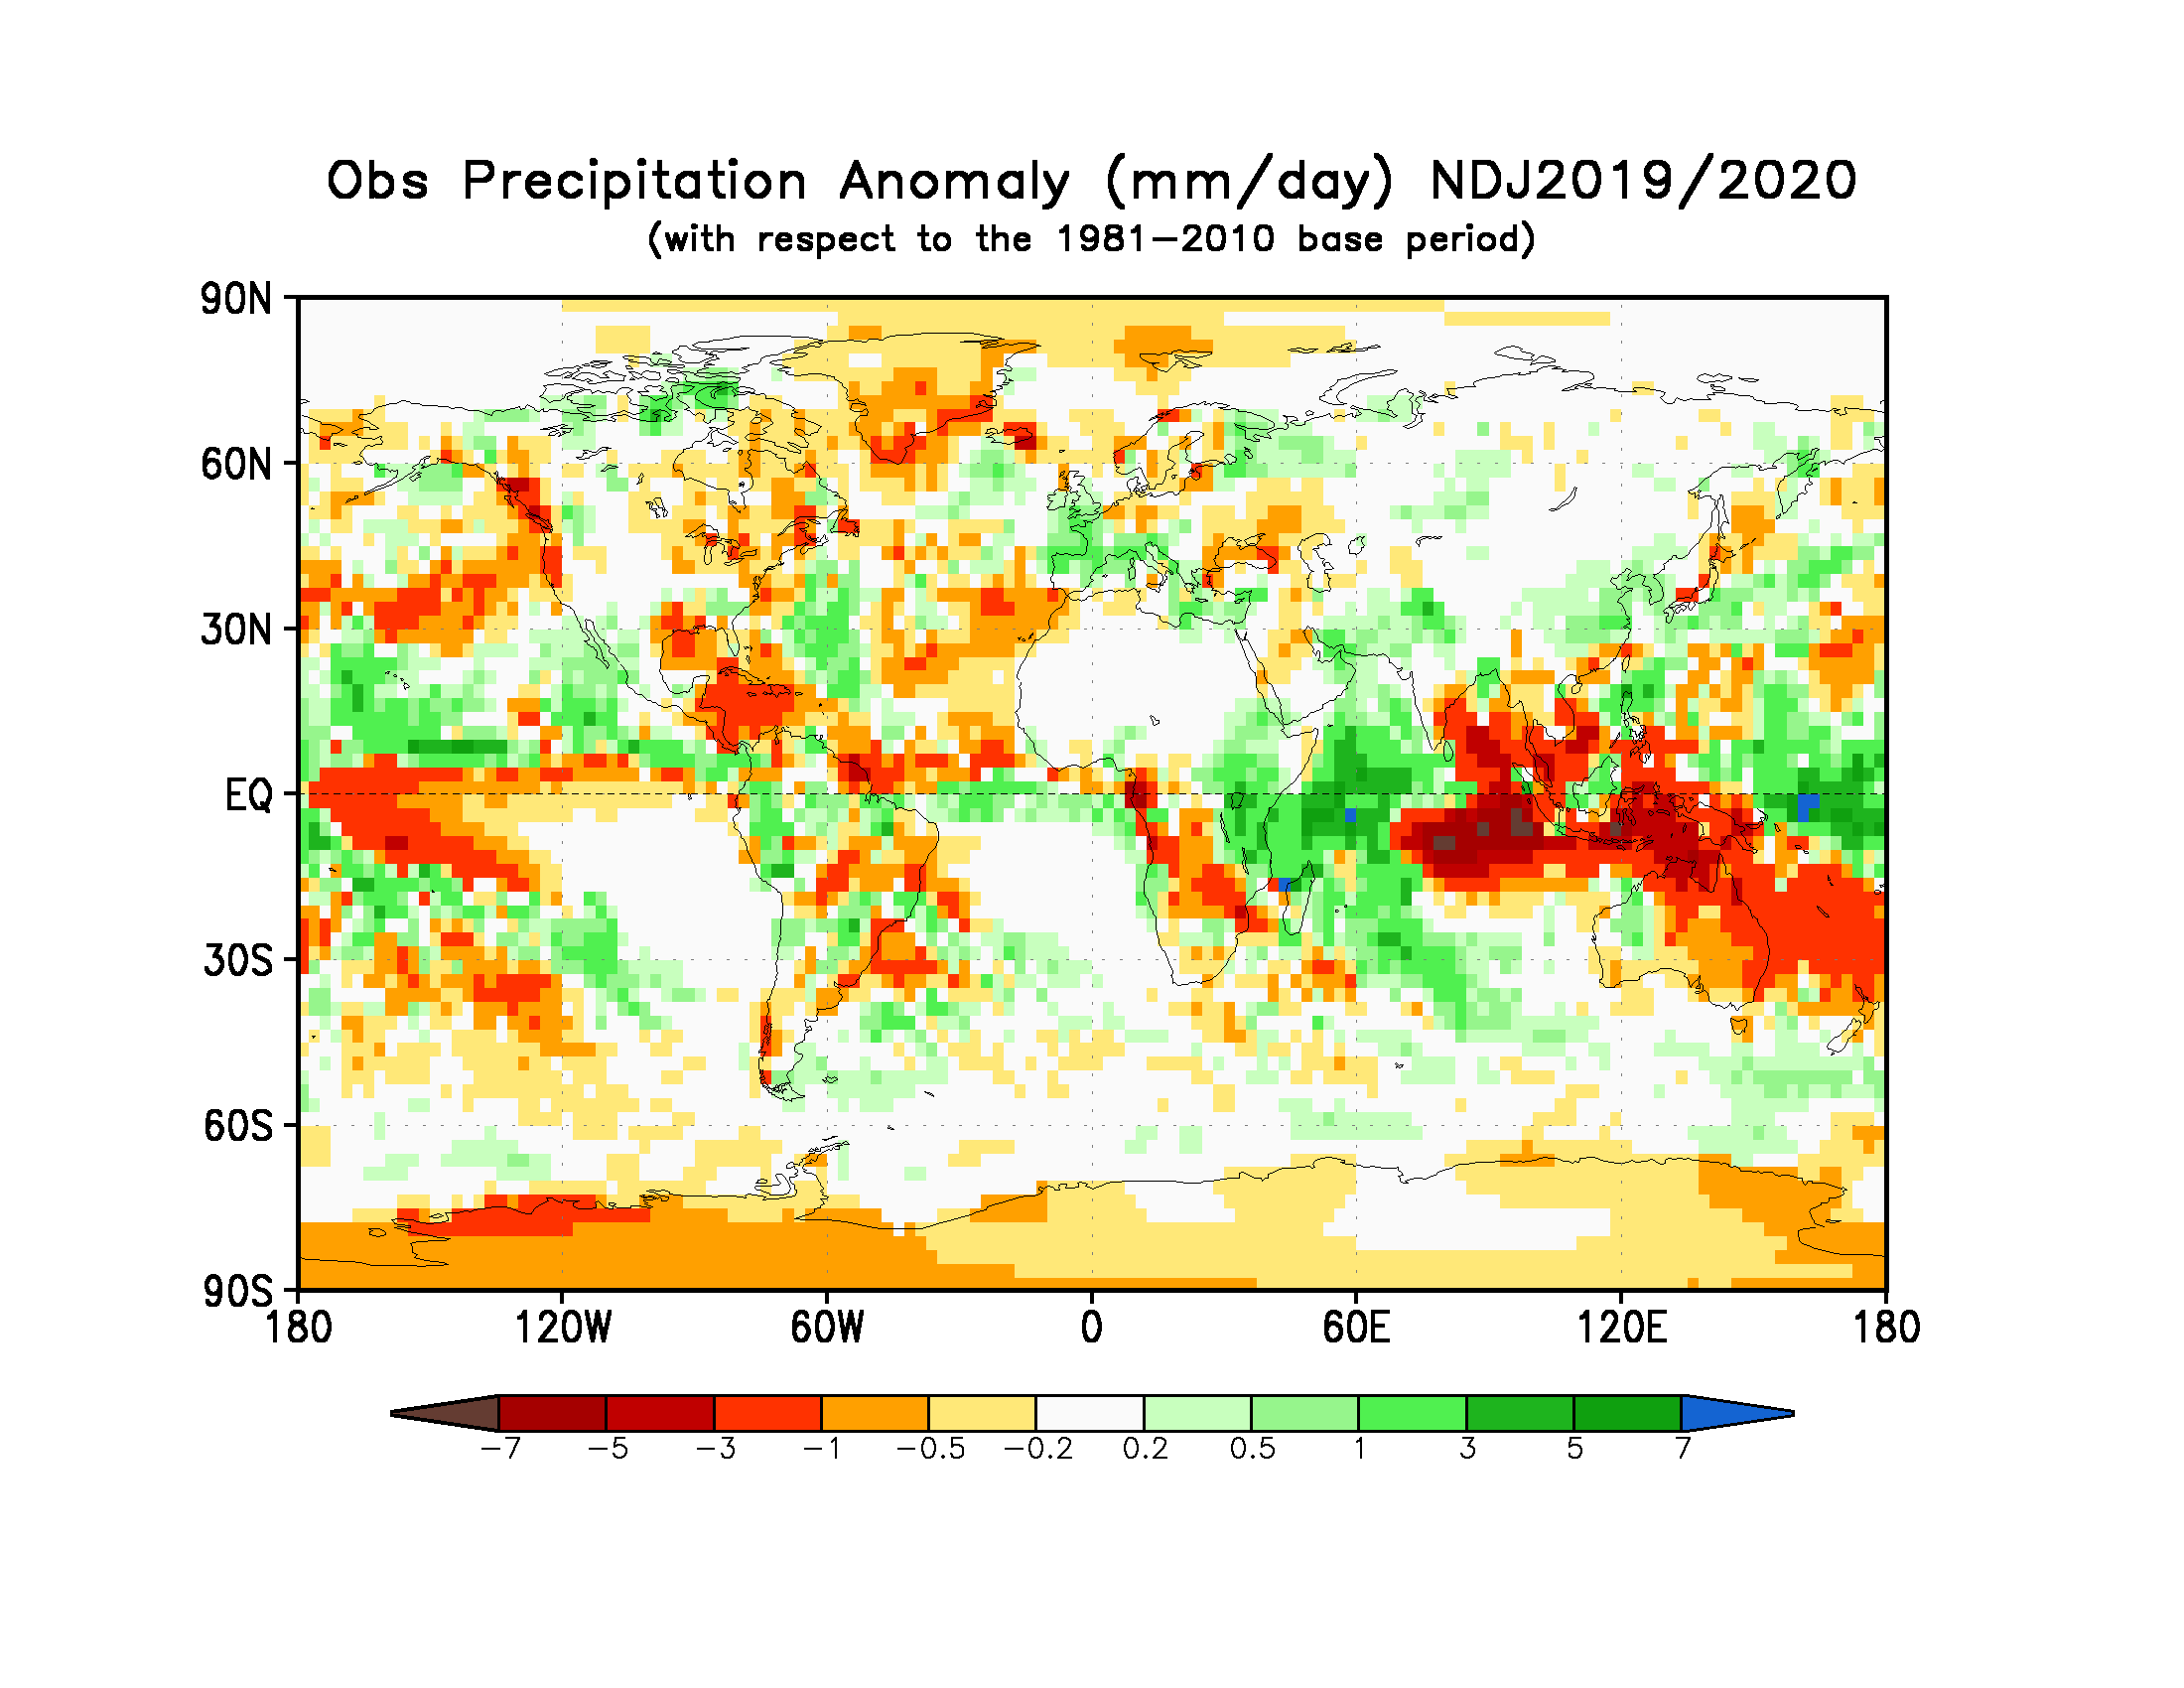 Obs Precipitation Anomaly (mm/day) NDJ2019/2020
(with respect to the 1981-2010 base period)
90N
60N
30N
EQ
30S
60S
90S
180 120W 60W 0 60E 120E 180
-7 -5 -3 -1 -0.5 -0.2 0.2 0.5 1 3 5 7